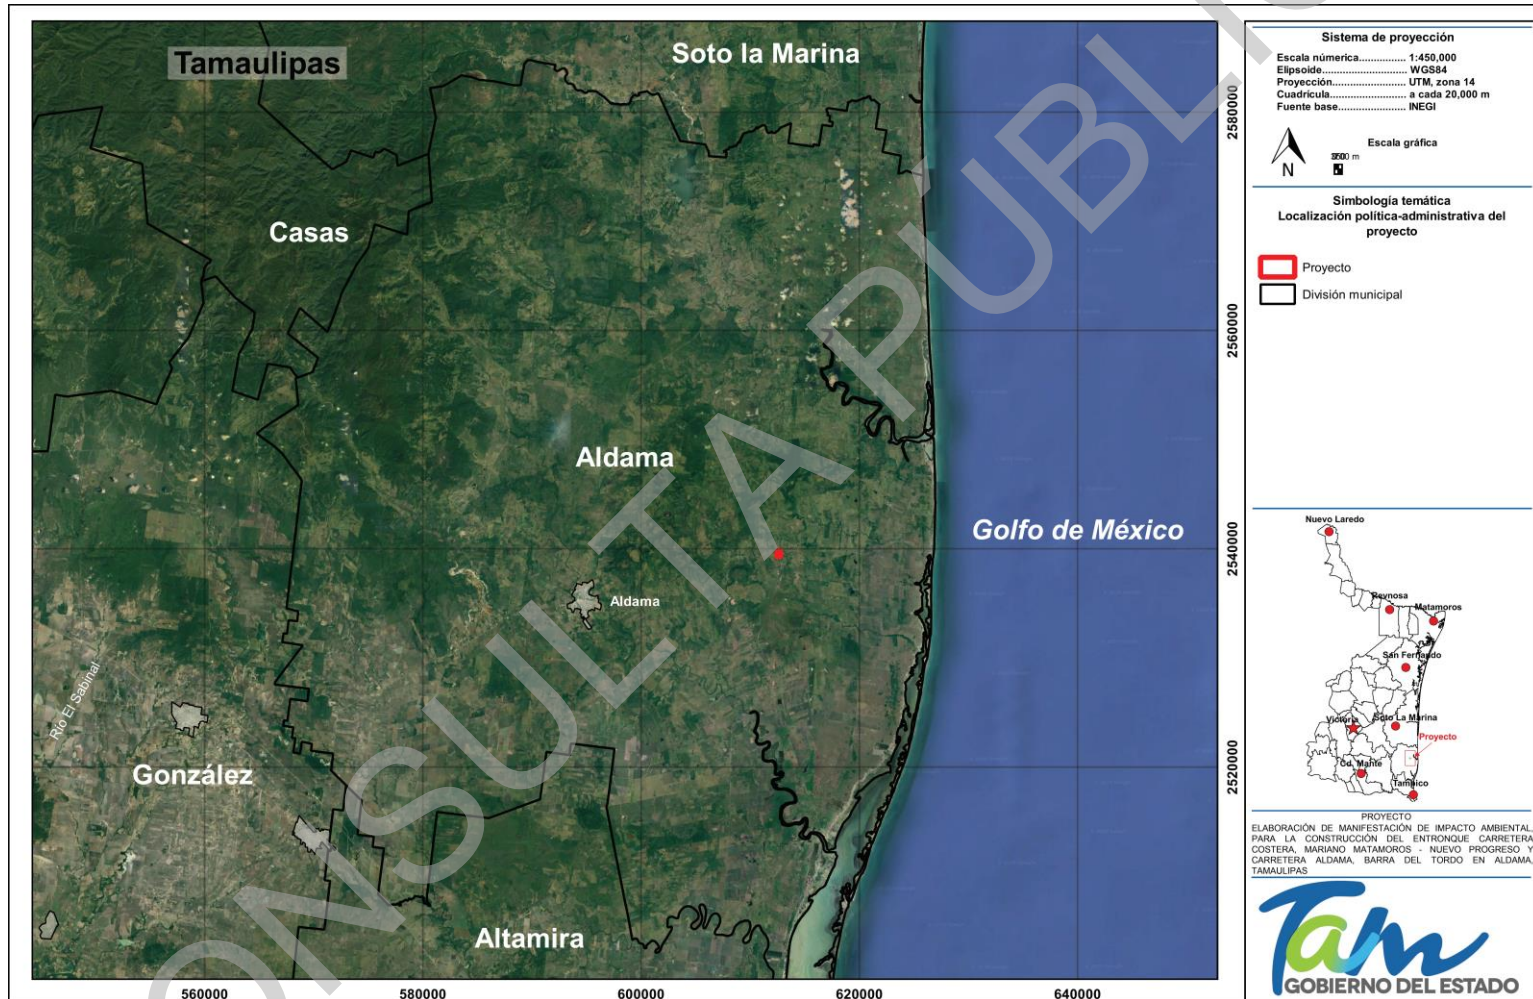 Tamaulipas
Soto la Marina
Casas
Aldama
Golfo de México
Aldama
Río El Sabinal
González
Altamira
CONSULTA PÚBLIC
2580000
2560000
2540000
2520000
560000
580000
600000
620000
640000
Sistema de proyección
Escala númerica............... 1:450,000
Elipsoide........................ WGS84
Proyección.................... UTM, zona 14
Cuadrícula...................... a cada 20,000 m
Fuente base.................... INEGI
N
Escala gráfica
Simbología temática
Localización política-administrativa del
proyecto
Proyecto
División municipal
Nuevo Laredo
Reynosa
Matamoros
San Fernando
Victoria
Soto La Marina
Proyecto
Cd. Mante
Tampico
PROYECTO
ELABORACIÓN DE MANIFESTACIÓN DE IMPACTO AMBIENTAL,
PARA LA CONSTRUCCIÓN DEL ENTRONQUE CARRETERA
COSTERA, MARIANO MATAMOROS - NUEVO PROGRESO Y
CARRETERA ALDAMA, BARRA DEL TORDO EN ALDAMA,
TAMAULIPAS
Tam
GOBIERNO DEL ESTADO